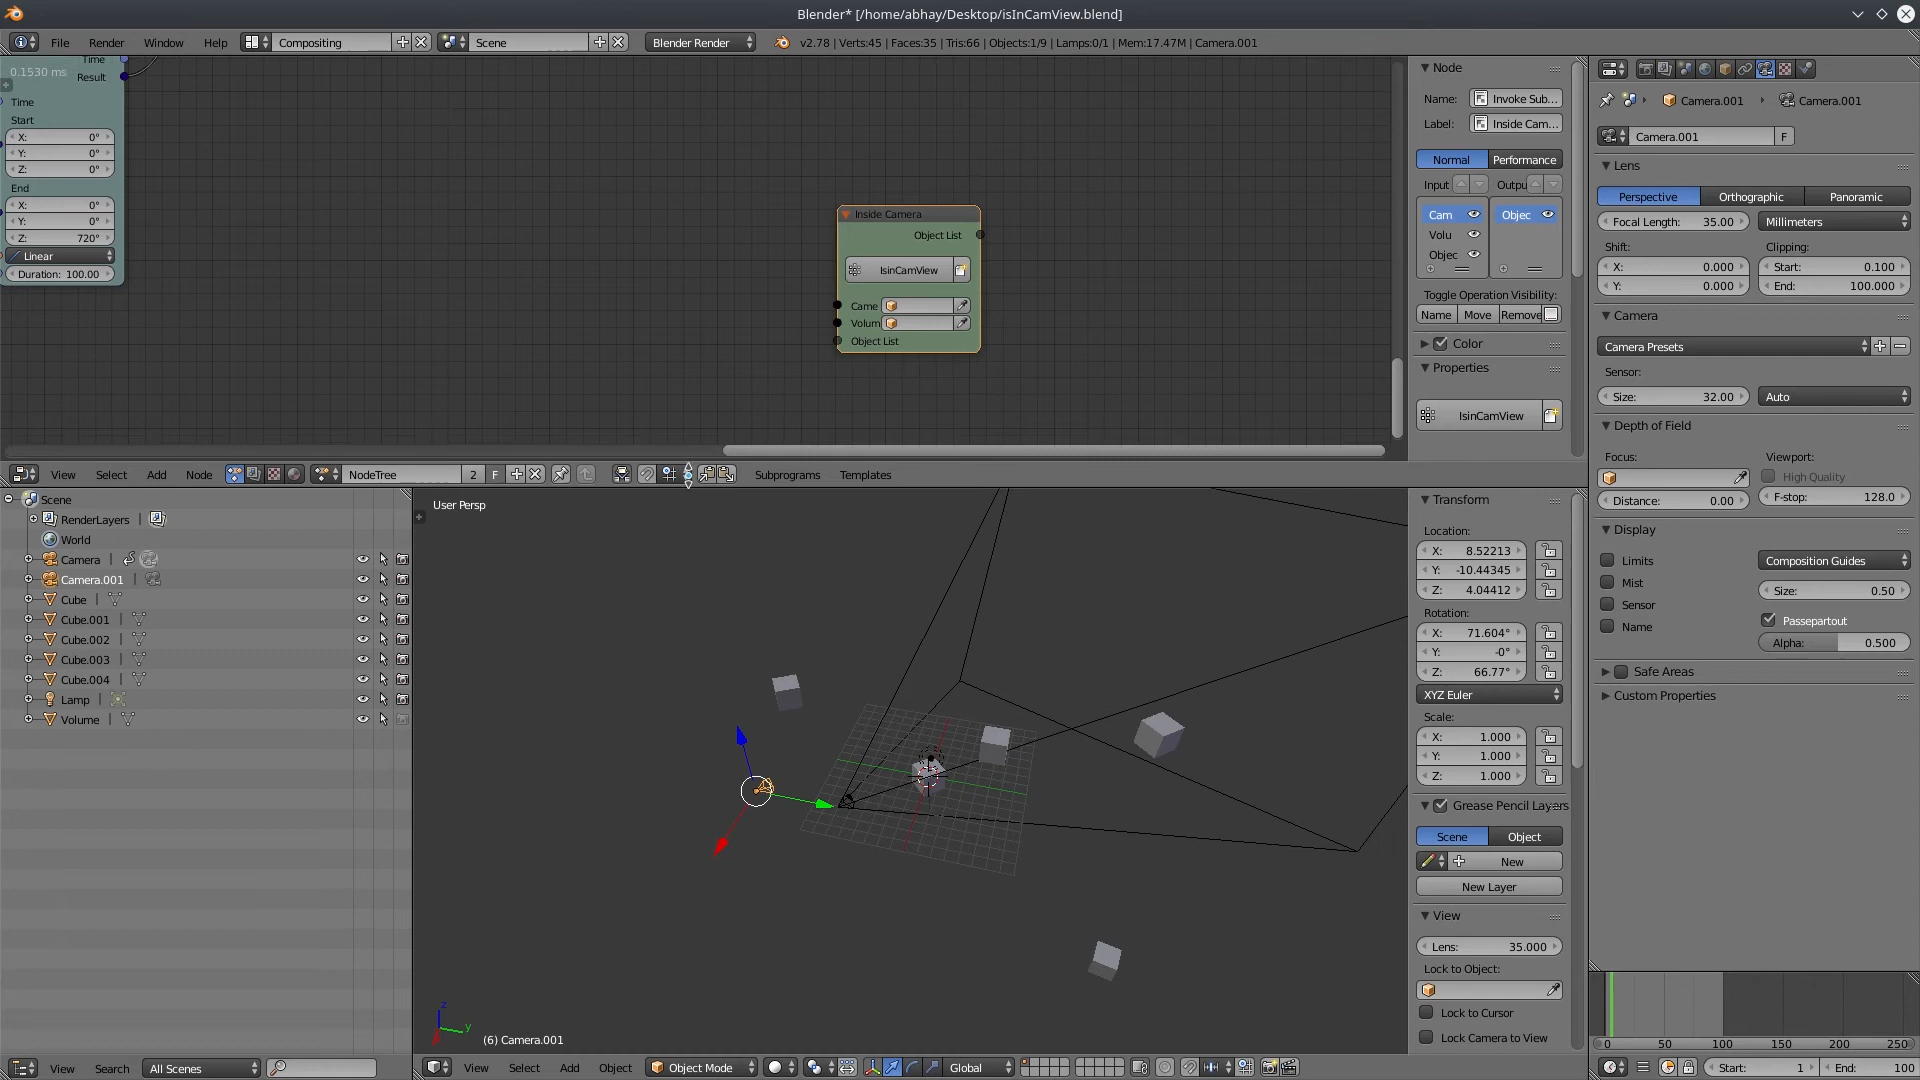 Blender* [/home/abhay/Desktop/isInCamView.blend]
File Render Window Help Compositing Scene Blender Render v2.78 | Verts:45 | Faces:35 | Tris:66 | Objects:1/9 | Lamps:0/1 | Mem:17.47M | Camera.001
0.1530 ms
Time
Result
Time
Start
X: 0°
Y: 0°
Z: 0°
End
X: 0°
Y: 0°
Z: 720°
Linear
Duration: 100.00
Inside Camera
Object List
IsinCamView
Came
Volum
Object List
Node
Name: Invoke Sub...
Label: Inside Cam...
Normal Performance
Input Outpu
Cam Objec
Volu
Objec
Toggle Operation Visibility:
Name Move Remove
Color
Properties
IsinCamView
Camera.001 Camera.001
Camera.001 F
Lens
Perspective Orthographic Panoramic
Focal Length: 35.00 Millimeters
Shift: Clipping:
X: 0.000 Start: 0.100
Y: 0.000 End: 100.000
Camera
Camera Presets
Sensor:
Size: 32.00 Auto
Depth of Field
Focus: Viewport:
High Quality
Distance: 0.00 F-stop: 128.0
Display
Limits Composition Guides
Mist Size: 0.50
Sensor Passepartout
Name Alpha: 0.500
Safe Areas
Custom Properties
View Select Add Node NodeTree 2 F Subprograms Templates
Scene
RenderLayers |
World
Camera |
Camera.001 |
Cube |
Cube.001 |
Cube.002 |
Cube.003 |
Cube.004 |
Lamp |
Volume |
User Persp
z
y
(6) Camera.001
Transform
Location:
X: 8.52213
Y: -10.44345
Z: 4.04412
Rotation:
X: 71.604°
Y: -0°
Z: 66.77°
XYZ Euler
Scale:
X: 1.000
Y: 1.000
Z: 1.000
Grease Pencil Layers
Scene Object
New
New Layer
View
Lens: 35.000
Lock to Object:
Lock to Cursor
Lock Camera to View
0 50 100 150 200 250
View Search All Scenes
View Select Add Object Object Mode Global
Start: 1 End: 100